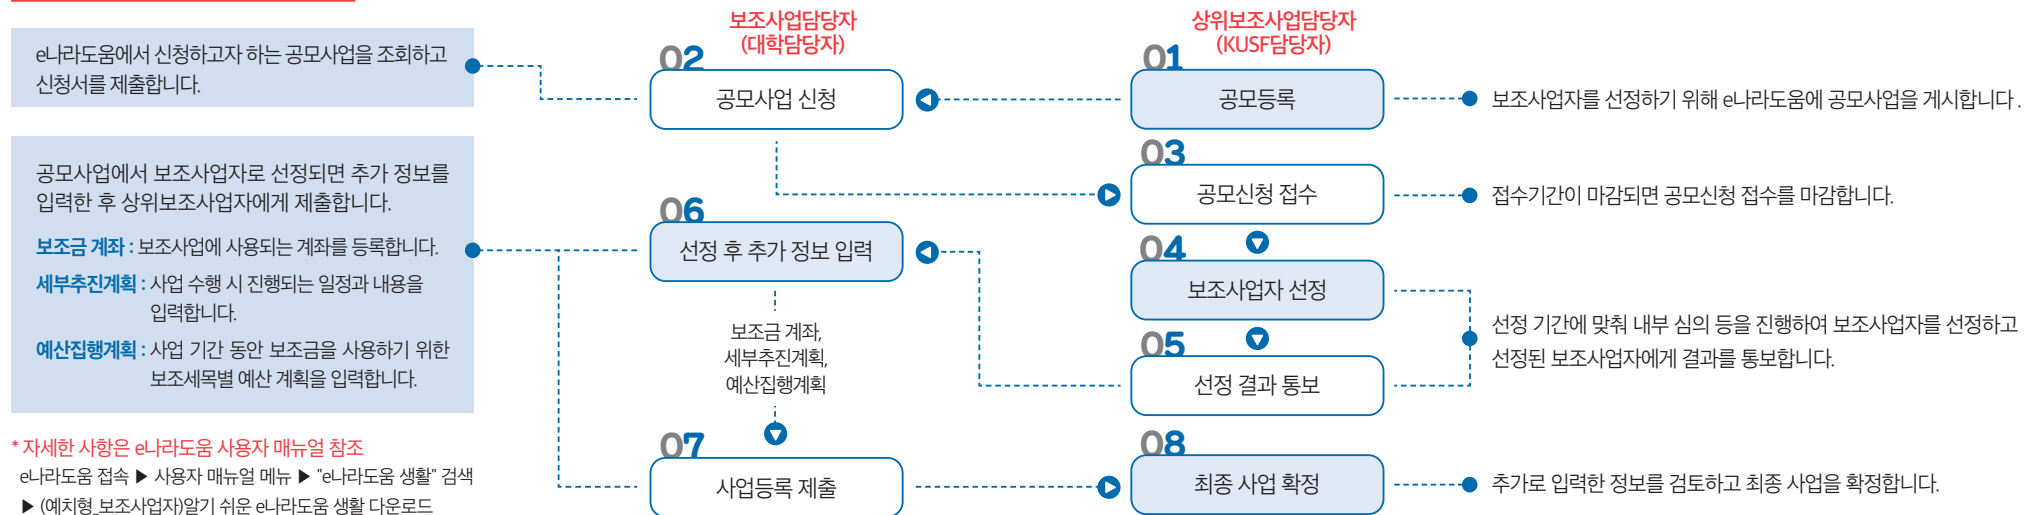 보조사업담당자
(대학담당자)
상위보조사업담당자
(KUSF담당자)
e나라도움에서 신청하고자 하는 공모사업을 조회하고
신청서를 제출합니다.
02
공모사업 신청
01
공모등록
보조사업자를 선정하기 위해 e나라도움에 공모사업을 게시합니다 .
03
공모신청 접수
접수기간이 마감되면 공모신청 접수를 마감합니다.
공모사업에서 보조사업자로 선정되면 추가 정보를
입력한 후 상위보조사업자에게 제출합니다.
보조금 계좌 : 보조사업에 사용되는 계좌를 등록합니다.
세부추진계획 : 사업 수행 시 진행되는 일정과 내용을
입력합니다.
예산집행계획 : 사업 기간 동안 보조금을 사용하기 위한
보조세목별 예산 계획을 입력합니다.
06
선정 후 추가 정보 입력
04
보조사업자 선정
05
선정 결과 통보
선정 기간에 맞춰 내부 심의 등을 진행하여 보조사업자를 선정하고
선정된 보조사업자에게 결과를 통보합니다.
보조금 계좌,
세부추진계획,
예산집행계획
07
사업등록 제출
08
최종 사업 확정
추가로 입력한 정보를 검토하고 최종 사업을 확정합니다.
* 자세한 사항은 e나라도움 사용자 매뉴얼 참조
e나라도움 접속 ▶ 사용자 매뉴얼 메뉴 ▶ "e나라도움 생활" 검색
▶ (예치형_보조사업자)알기 쉬운 e나라도움 생활 다운로드